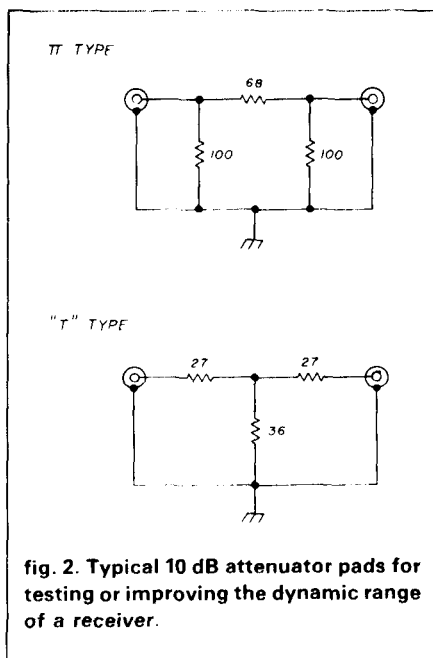 π TYPE
68
100
100
"T" TYPE
27
27
36
fig. 2. Typical 10 dB attenuator pads for
testing or improving the dynamic range
of a receiver.